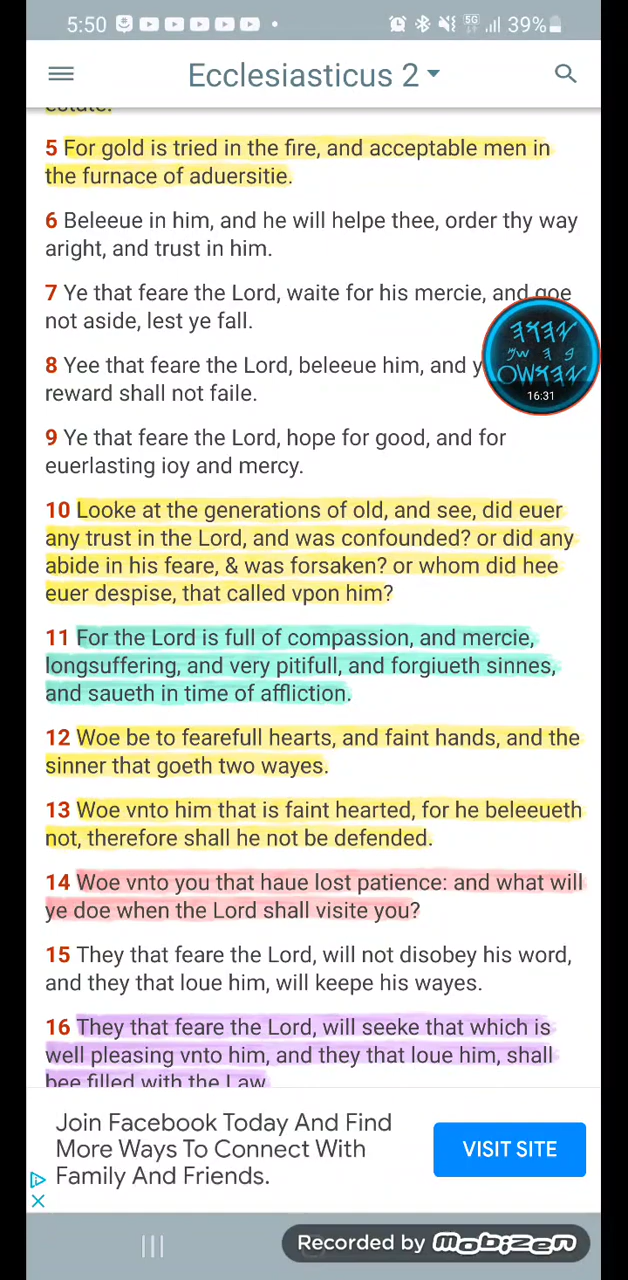 5:50
5G 39%
Ecclesiasticus 2
estate.
5 For gold is tried in the fire, and acceptable men in
the furnace of aduersitie.
6 Beleeue in him, and he will helpe thee, order thy way
aright, and trust in him.
7 Ye that feare the Lord, waite for his mercie, and goe
not aside, lest ye fall.
8 Yee that feare the Lord, beleeue him, and
reward shall not faile.
16:31
9 Ye that feare the Lord, hope for good, and for
euerlasting ioy and mercy.
10 Looke at the generations of old, and see, did euer
any trust in the Lord, and was confounded? or did any
abide in his feare, & was forsaken? or whom did hee
euer despise, that called vpon him?
11 For the Lord is full of compassion, and mercie,
longsuffering, and very pitifull, and forgiueth sinnes,
and saueth in time of affliction.
12 Woe be to fearefull hearts, and faint hands, and the
sinner that goeth two wayes.
13 Woe vnto him that is faint hearted, for he beleeueth
not, therefore shall he not be defended.
14 Woe vnto you that haue lost patience: and what will
ye doe when the Lord shall visite you?
15 They that feare the Lord, will not disobey his word,
and they that loue him, will keepe his wayes.
16 They that feare the Lord, will seeke that which is
well pleasing vnto him, and they that loue him, shall
bee filled with the Law.
Join Facebook Today And Find
More Ways To Connect With
Family And Friends.
VISIT SITE
Recorded by Mobizen